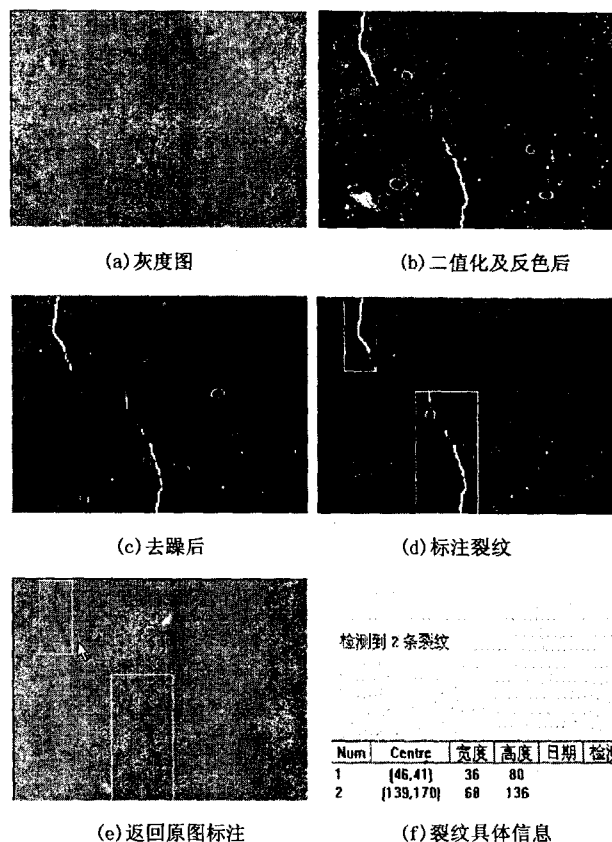 (a)灰度图
(b)二值化及反色后
(c)去躁后
(d)标注裂纹
检测到 2 条裂纹
Num Centre 宽度 高度 日期 检测
1 (46,41) 36 80
2 (139,170) 68 136
(e)返回原图标注
(f)裂纹具体信息